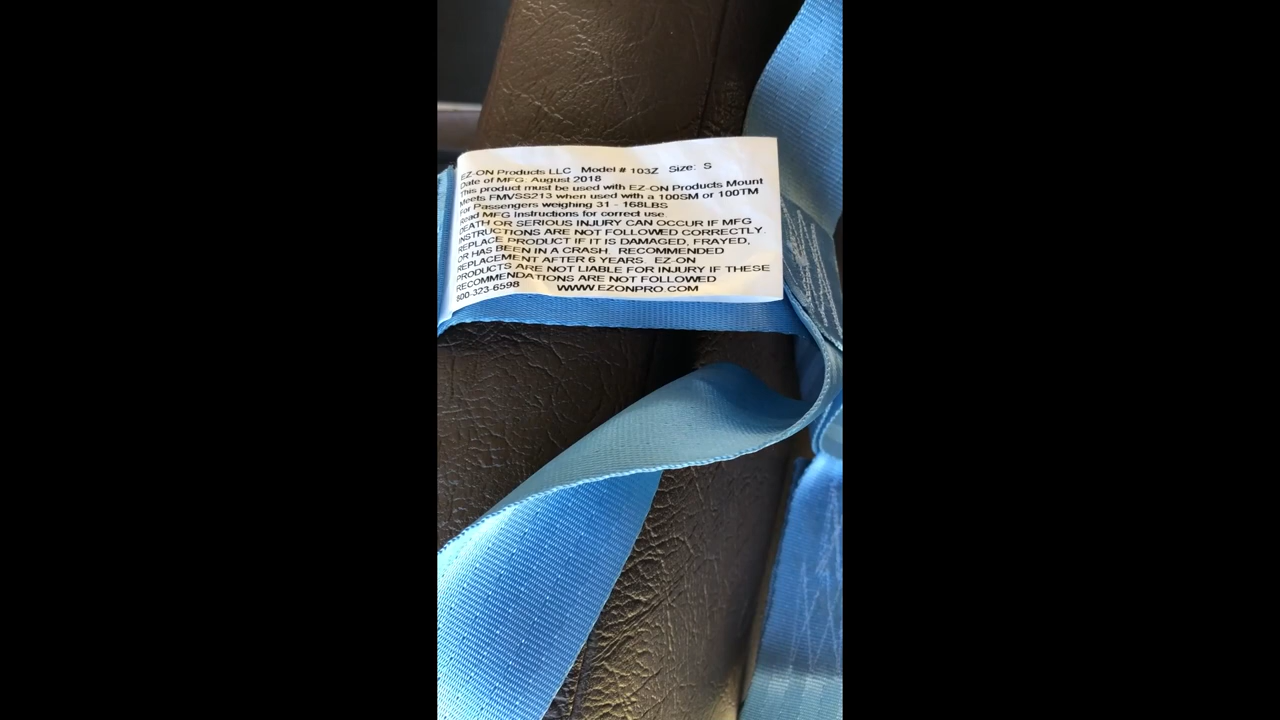 EZ-ON Products LLC Model # 103Z Size: S
Date of MFG: August 2018
This product must be used with EZ-ON Products Mount
Meets FMVSS213 when used with a 100SM or 100TM
For Passengers weighing 31 - 168LBS
Read MFG Instructions for correct use.
DEATH OR SERIOUS INJURY CAN OCCUR IF MFG
INSTRUCTIONS ARE NOT FOLLOWED CORRECTLY.
REPLACE PRODUCT IF IT IS DAMAGED, FRAYED,
OR HAS BEEN IN A CRASH. RECOMMENDED
REPLACEMENT AFTER 6 YEARS. EZ-ON
PRODUCTS ARE NOT LIABLE FOR INJURY IF THESE
RECOMMENDATIONS ARE NOT FOLLOWED
800-323-6598 WWW.EZONPRO.COM